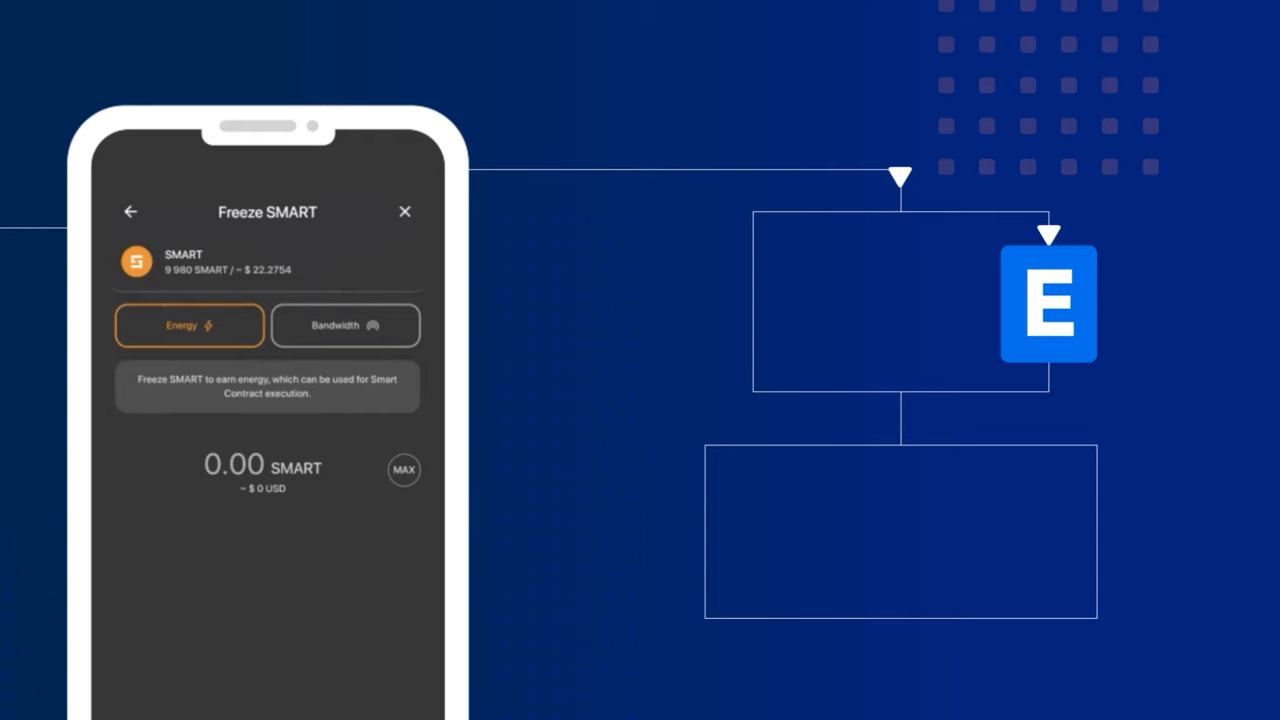 Freeze SMART
SMART
9 980 SMART / ~ $ 22.2754
Energy
Bandwidth
Freeze SMART to earn energy, which can be used for Smart
Contract execution.
0.00 SMART
MAX
~ $ 0 USD
E